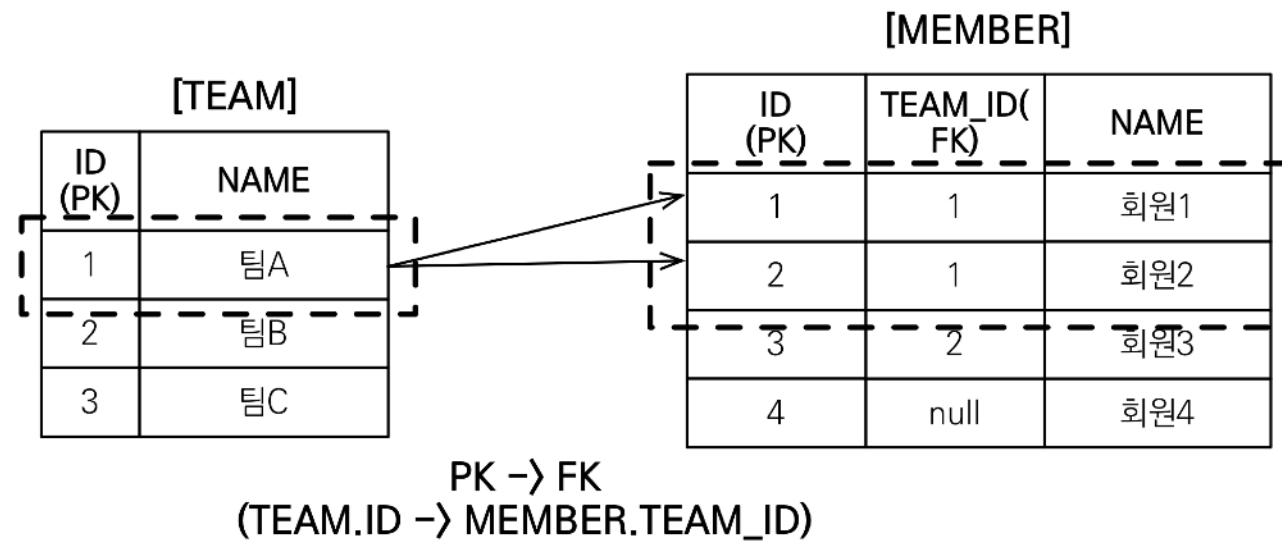 [TEAM]
ID
(PK)
NAME
1 팀A
2 팀B
3 팀C
[MEMBER]
ID
(PK)
TEAM_ID(
FK)
NAME
1 1 회원1
2 1 회원2
3 2 회원3
4 null 회원4
PK -> FK
(TEAM.ID -> MEMBER.TEAM_ID)